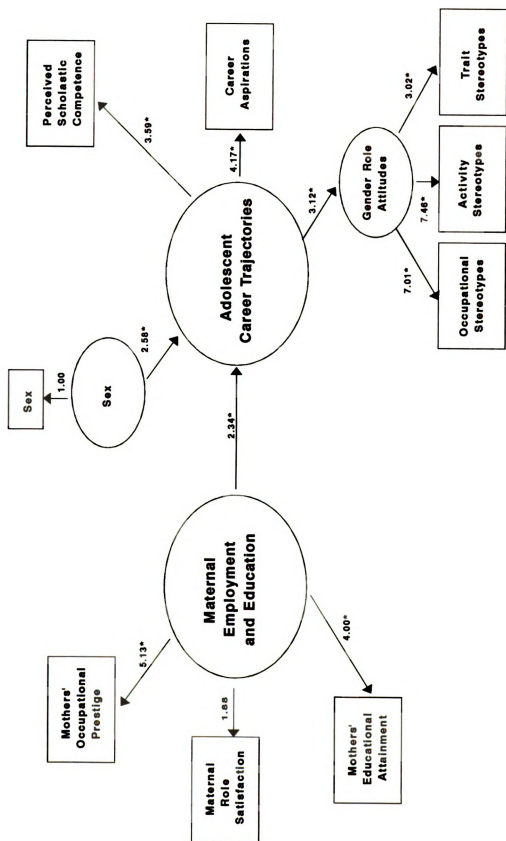 Sex
1.00
Sex
2.58*
Mothers'
Occupational
Prestige
5.13*
Maternal
Role
Satisfaction
1.88
Maternal
Employment
and Education
4.00*
Mothers'
Educational
Attainment
2.34*
Adolescent
Career Trajectories
3.59*
Perceived
Scholastic
Competence
4.17*
Career
Aspirations
3.12*
Gender Role
Attitudes
7.01*
7.46*
3.02*
Occupational
Stereotypes
Activity
Stereotypes
Trait
Stereotypes